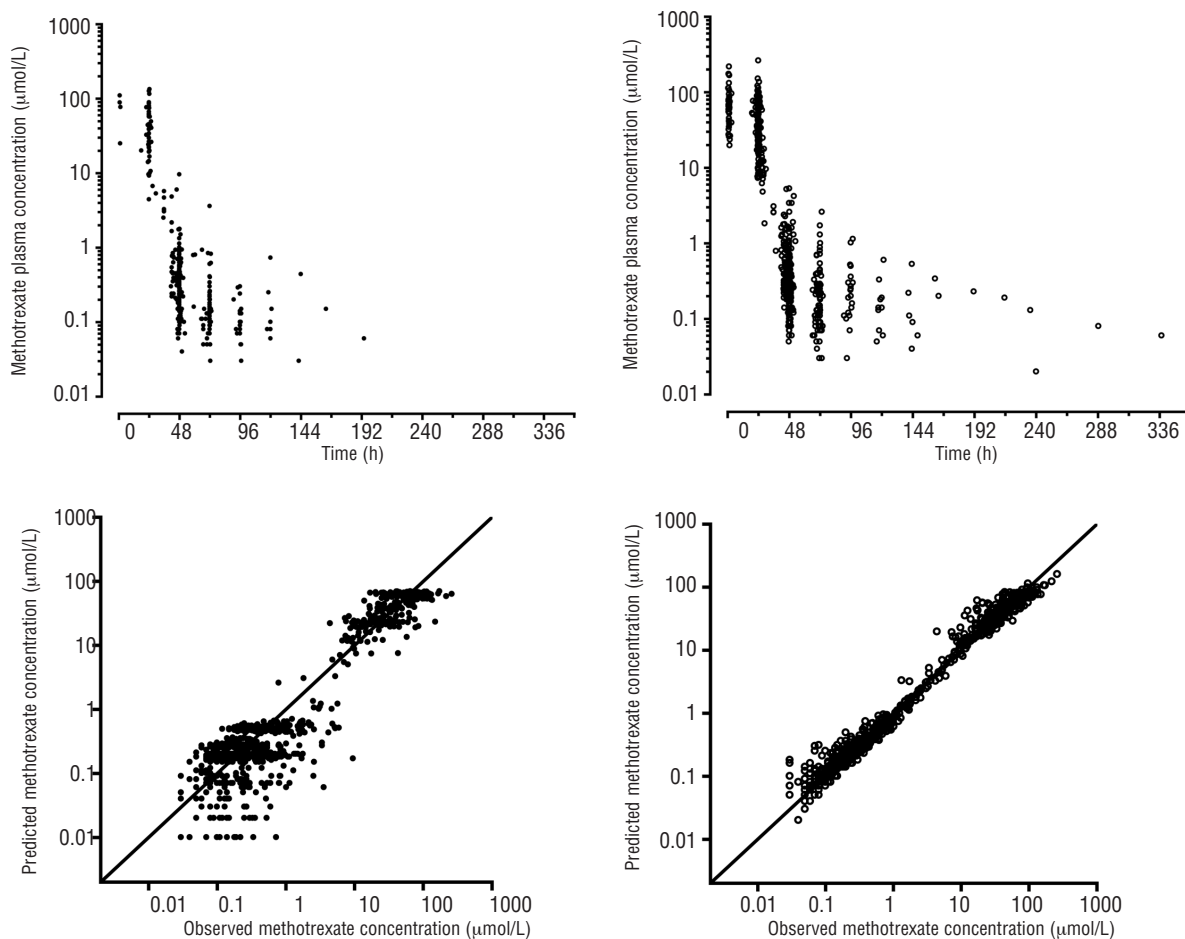 Methotrexate plasma concentration (μmol/L)
1000
100
10
1
0.1
0.01
0 48 96 144 192 240 288 336
Time (h)
Methotrexate plasma concentration (μmol/L)
1000
100
10
1
0.1
0.01
0 48 96 144 192 240 288 336
Time (h)
Predicted methotrexate concentration (μmol/L)
1000
100
10
1
0.1
0.01
0.01 0.1 1 10 100 1000
Observed methotrexate concentration (μmol/L)
Predicted methotrexate concentration (μmol/L)
1000
100
10
1
0.1
0.01
0.01 0.1 1 10 100 1000
Observed methotrexate concentration (μmol/L)